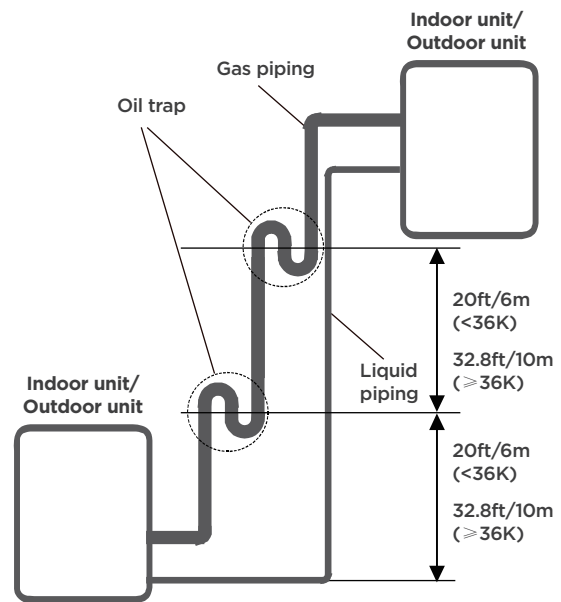 Indoor unit/
Outdoor unit
Gas piping
Oil trap
20ft/6m
(<36K)
32.8ft/10m
(≥36K)
Liquid
piping
Indoor unit/
Outdoor unit
20ft/6m
(<36K)
32.8ft/10m
(≥36K)